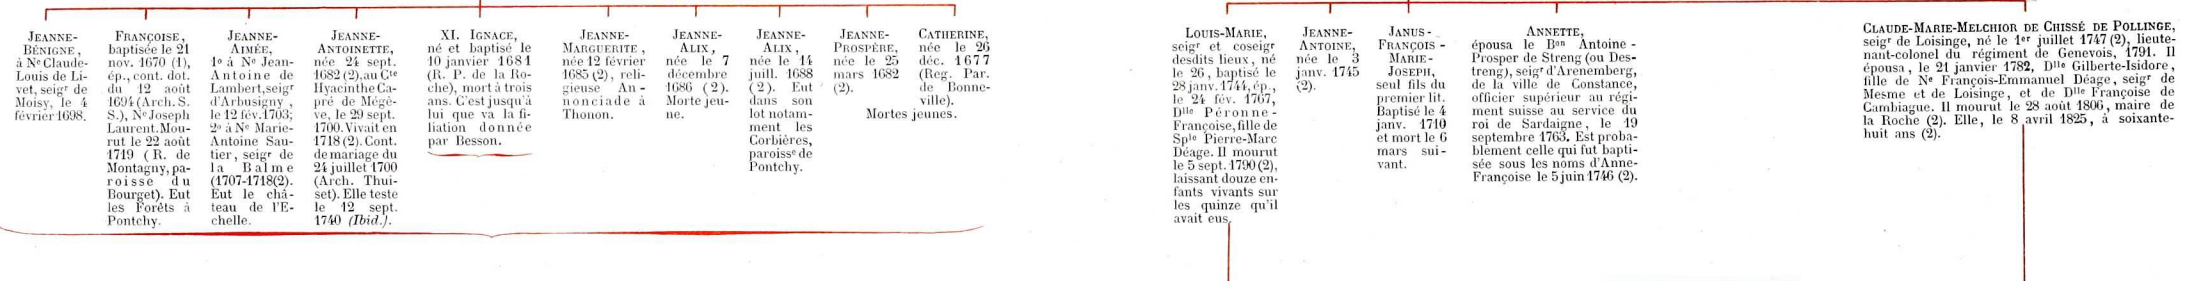 JEANNE-
BÉNIGNE,
à Ne Claude-
Louis de Li-
vet, seigr de
Moisy, le 4
février 1698.
FRANÇOISE,
baptisée le 21
nov. 1670 (1),
ép., cont. dot.
du 12 août
1694 (Arch. S.
S.), Ne Joseph
Laurent. Mou-
rut le 22 août
1719 (R. de
Montagny, pa-
roisse du
Bourget). Eut
les Forêts à
Pontchy.
JEANNE-
AIMÉE,
1o à Ne Jean-
Antoine de
Lambert, seigr
d'Arbusigny,
le 12 fév. 1703;
2o à Ne Marie-
Antoine Sau-
tier, seigr de
la Balme
(1707-1718(2).
Eut le châ-
teau de l'E-
chelle.
JEANNE-
ANTOINETTE,
née 24 sept.
1682 (2), au Cte
Hyacinthe Ca-
pré de Mégè-
ve, le 29 sept.
1700. Vivait en
1718 (2). Cont.
de mariage du
24 juillet 1700
(Arch. Thui-
set). Elle teste
le 12 sept.
1740 (Ibid.).
XI. IGNACE,
né et baptisé le
10 janvier 1681
(R. P. de la Ro-
che), mort à trois
ans. C'est jusqu'à
lui que va la fi-
liation donnée
par Besson.
JEANNE-
MARGUERITE,
née 12 février
1685 (2), reli-
gieuse An-
nonciade à
Thonon.
JEANNE-
ALIX,
née le 7
décembre
1686 (2).
Morte jeu-
ne.
JEANNE-
ALIX,
née le 14
juill. 1688
(2). Eut
dans son
lot notam-
ment les
Corbières,
paroisse de
Pontchy.
JEANNE-
PROSPÈRE,
née le 25
mars 1682
(2).
CATHERINE,
née le 26
déc. 1677
(Reg. Par.
de Bonne-
ville).
Mortes jeunes.
LOUIS-MARIE,
seigr et coseigr
desdits lieux, né
le 26, baptisé le
28 janv. 1744, ép.,
le 24 fév. 1767,
Dlle Péronne-
Françoise, fille de
Sple Pierre-Marc
Déage. Il mourut
le 5 sept. 1790 (2),
laissant douze en-
fants vivants sur
les quinze qu'il
avait eus.
JEANNE-
ANTOINE,
née le 3
janv. 1745
(2).
JANUS-
FRANÇOIS-
MARIE-
JOSEPH,
seul fils du
premier lit.
Baptisé le 4
janv. 1710
et mort le 6
mars sui-
vant.
ANNETTE,
épousa le Bon Antoine-
Prosper de Streng (ou Des-
treng), seigr d'Arenemberg,
de la ville de Constance,
officier supérieur au régi-
ment suisse au service du
roi de Sardaigne, le 19
septembre 1763. Est proba-
blement celle qui fut bapti-
sée sous les noms d'Anne-
Françoise le 5 juin 1746 (2).
CLAUDE-MARIE-MELCHIOR DE CHISSÉ DE POLLINGE,
seigr de Loisinge, né le 1er juillet 1747 (2), lieute-
nant-colonel du régiment de Genevois, 1791. Il
épousa, le 21 janvier 1782, Dlle Gilberte-Isidore,
fille de Ne François-Emmanuel Déage, seigr de
Mesme et de Loisinge, et de Dlle Françoise de
Cambiague. Il mourut le 28 août 1806, maire de
la Roche (2). Elle, le 8 avril 1825, à soixante-
huit ans (2).